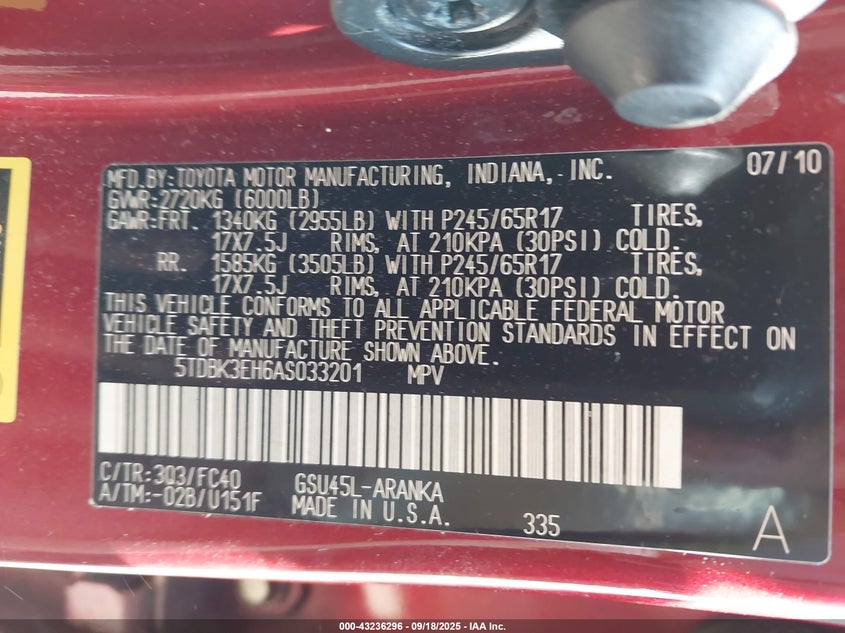 MFD.BY:TOYOTA MOTOR MANUFACTURING, INDIANA, INC. 07/10
GVWR:2720KG (6000LB)
GAWR:FRT. 1340KG (2955LB) WITH P245/65R17 TIRES,
17X7.5J RIMS, AT 210KPA (30PSI) COLD.
RR. 1585KG (3505LB) WITH P245/65R17 TIRES,
17X7.5J RIMS, AT 210KPA (30PSI) COLD.
THIS VEHICLE CONFORMS TO ALL APPLICABLE FEDERAL MOTOR
VEHICLE SAFETY AND THEFT PREVENTION STANDARDS IN EFFECT ON
THE DATE OF MANUFACTURE SHOWN ABOVE.
5TDBK3EH6AS033201 MPV
C/TR:3Q3/FC40 GSU45L-ARANKA
A/TM:-02B/U151F MADE IN U.S.A. 335 A
000-43236296 - 09/18/2025 - IAA Inc.